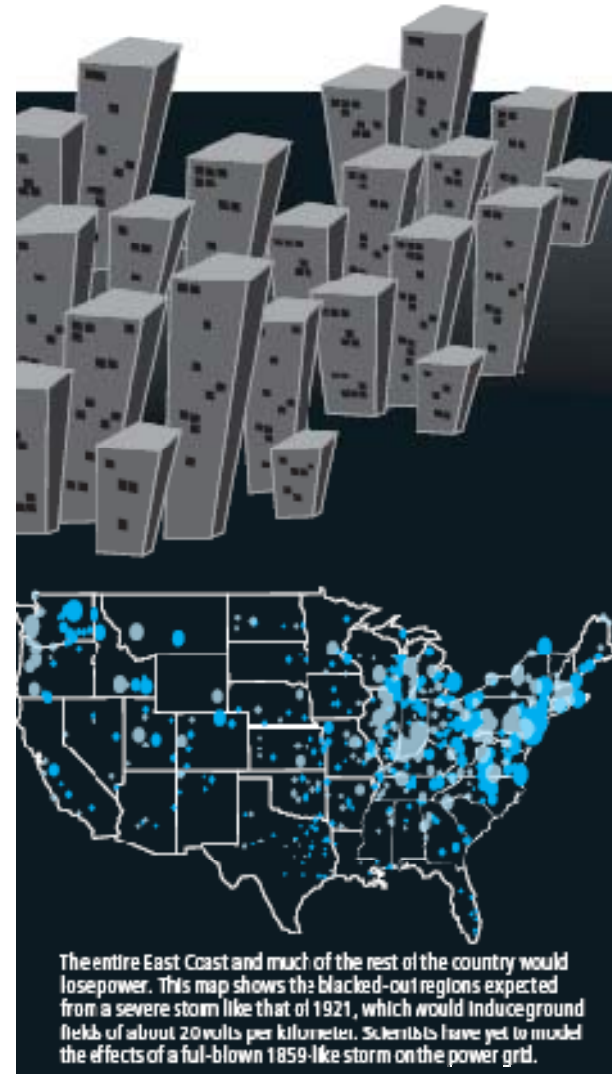 The entire East Coast and much of the rest of the country would
lose power. This map shows the blacked-out regions expected
from a severe storm like that of 1921, which would induce ground
fields of about 20 volts per kilometer. Scientists have yet to model
the effects of a full-blown 1859-like storm on the power grid.